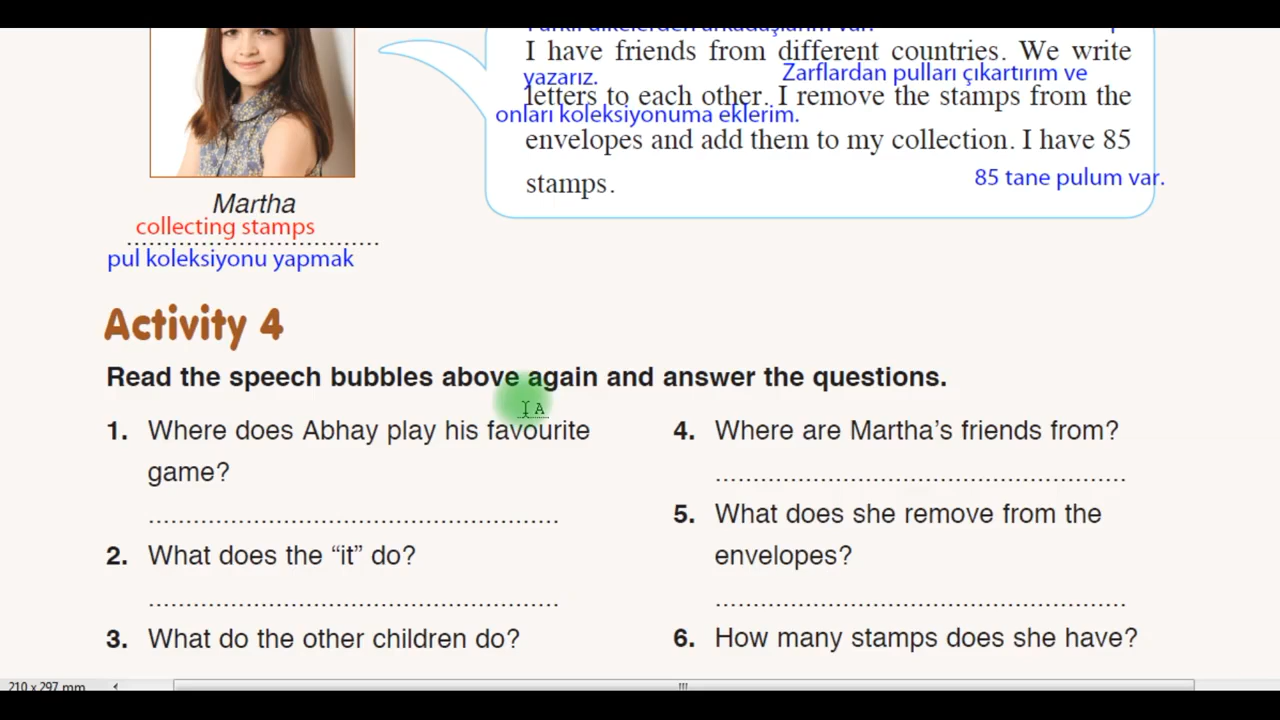 I have friends from different countries. We write
yazarız. Zarflardan pulları çıkartırım ve
letters to each other. I remove the stamps from the
onları koleksiyonuma eklerim.
envelopes and add them to my collection. I have 85
85 tane pulum var.
stamps.
Martha
collecting stamps
pul koleksiyonu yapmak
Activity 4
Read the speech bubbles above again and answer the questions.
1. Where does Abhay play his favourite
game?
2. What does the “it” do?
3. What do the other children do?
4. Where are Martha’s friends from?
5. What does she remove from the
envelopes?
6. How many stamps does she have?
210 x 297 mm